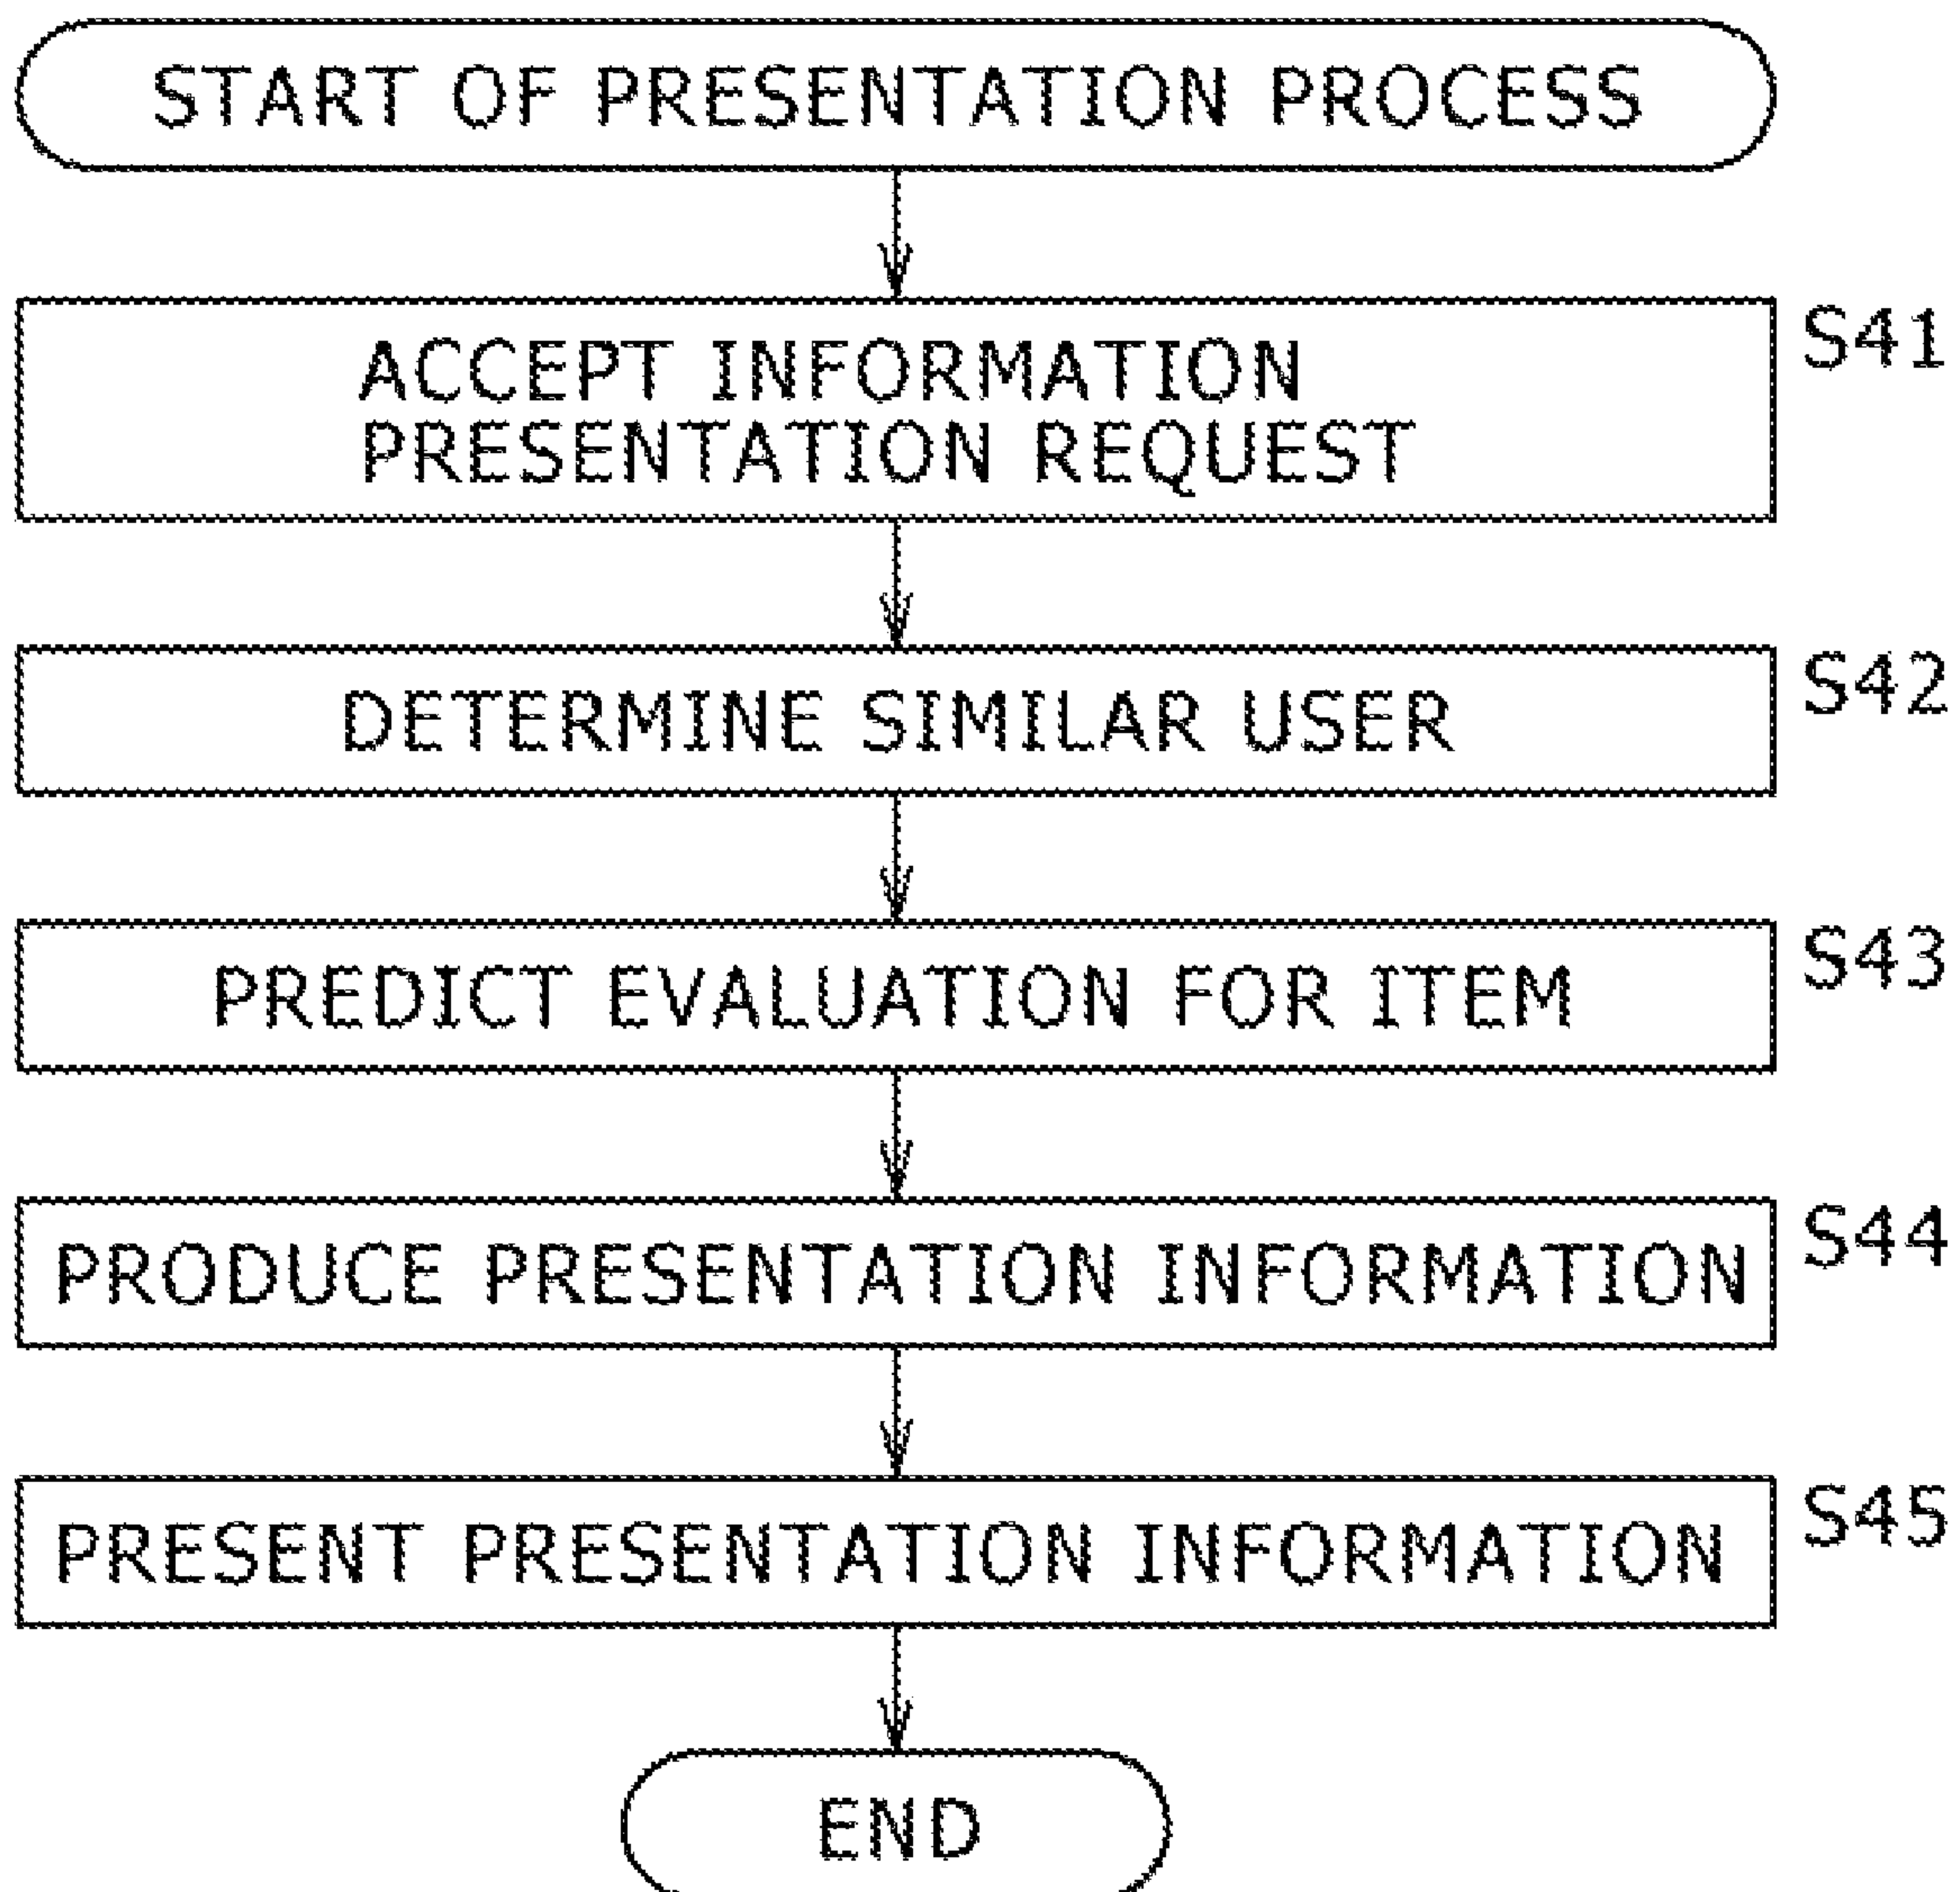 START OF PRESENTATION PROCESS
ACCEPT INFORMATION
PRESENTATION REQUEST
S41
DETERMINE SIMILAR USER
S42
PREDICT EVALUATION FOR ITEM
S43
PRODUCE PRESENTATION INFORMATION
S44
PRESENT PRESENTATION INFORMATION
S45
END